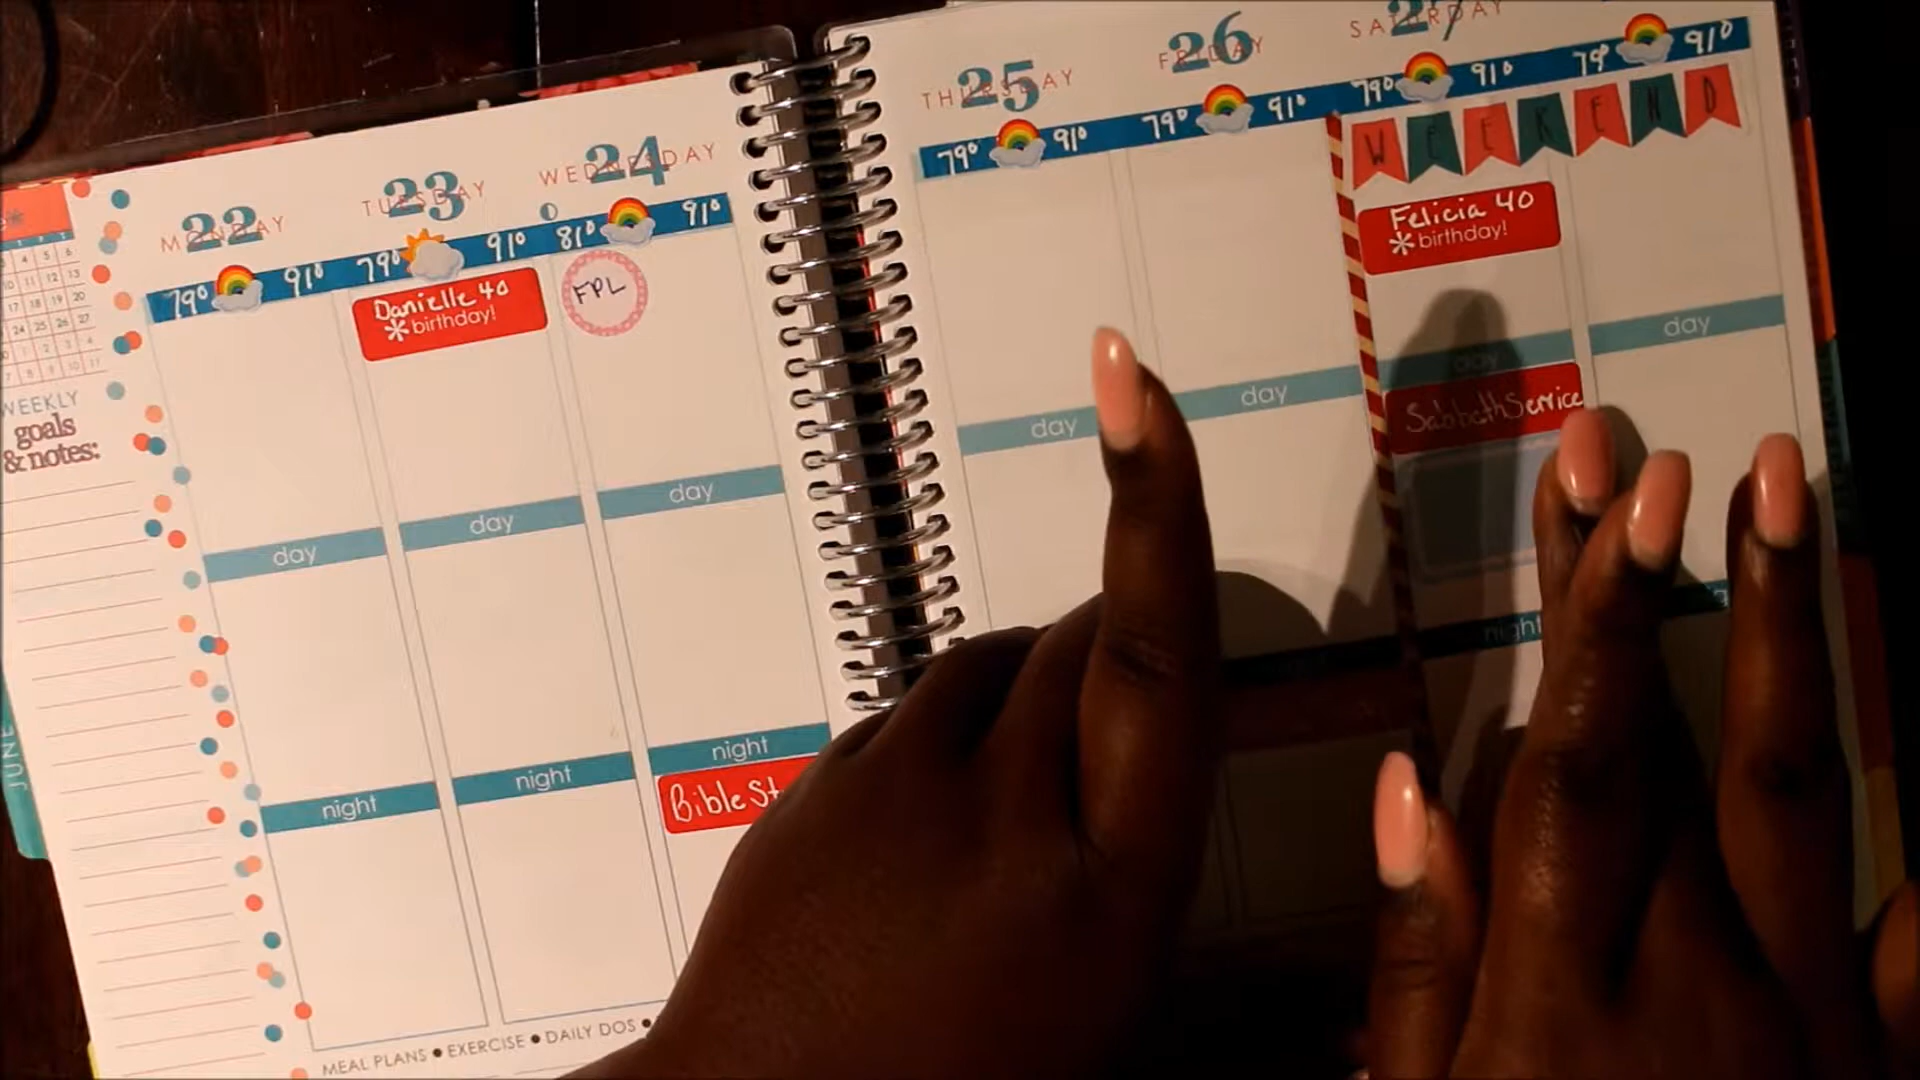 22
MONDAY
79° 91°
23
TUESDAY
79° 91°
24
WEDNESDAY
81° 91°
25
THURSDAY
79° 91°
26
FRIDAY
79° 91°
27
SATURDAY
79° 91°
79° 91°
WEEKEND
Danielle 40
*birthday!
FPL
Felicia 40
*birthday!
day
day
day
day
day
day
day
Sabbath Service
WEEKLY
goals
& notes:
night
night
night
night
Bible St
JUNE
MEAL PLANS • EXERCISE • DAILY DOS •